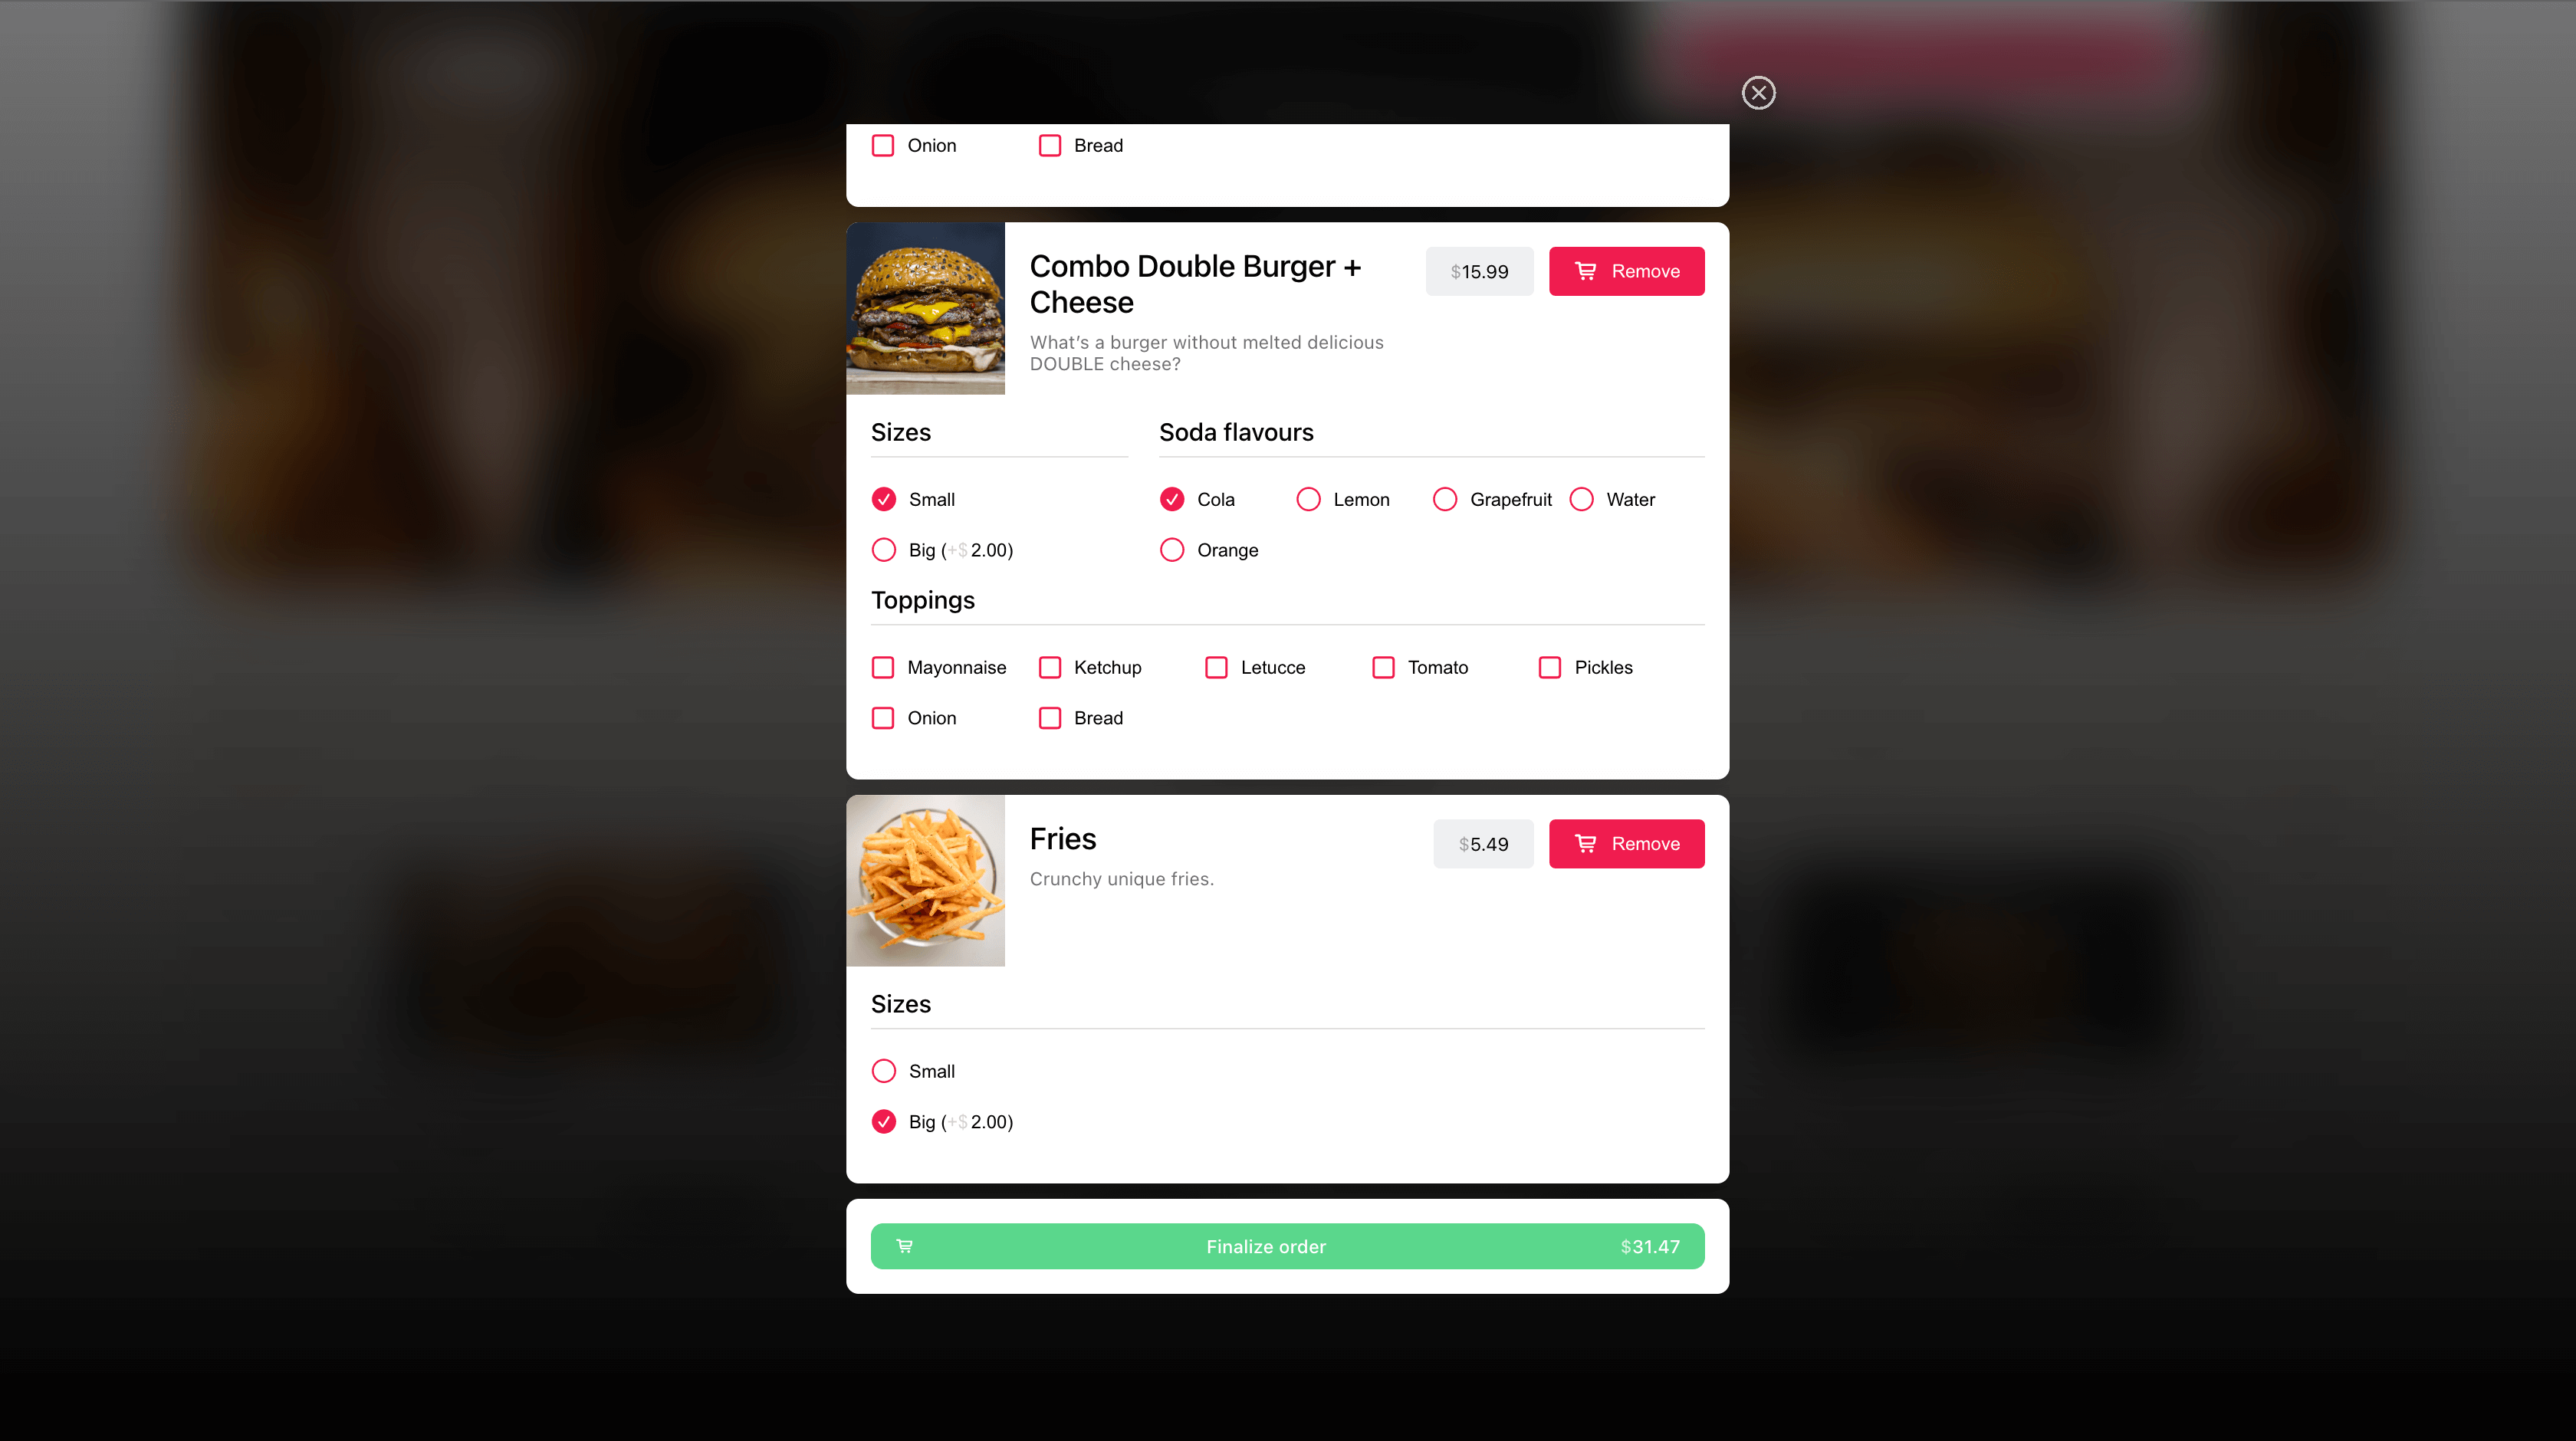 Onion Bread
Combo Double Burger +
Cheese
$15.99
Remove
What's a burger without melted delicious
DOUBLE cheese?
Sizes
Small
Big (+$ 2.00)
Soda flavours
Cola Lemon Grapefruit Water
Orange
Toppings
Mayonnaise Ketchup Letucce Tomato Pickles
Onion Bread
Fries
$5.49
Remove
Crunchy unique fries.
Sizes
Small
Big (+$ 2.00)
Finalize order $31.47